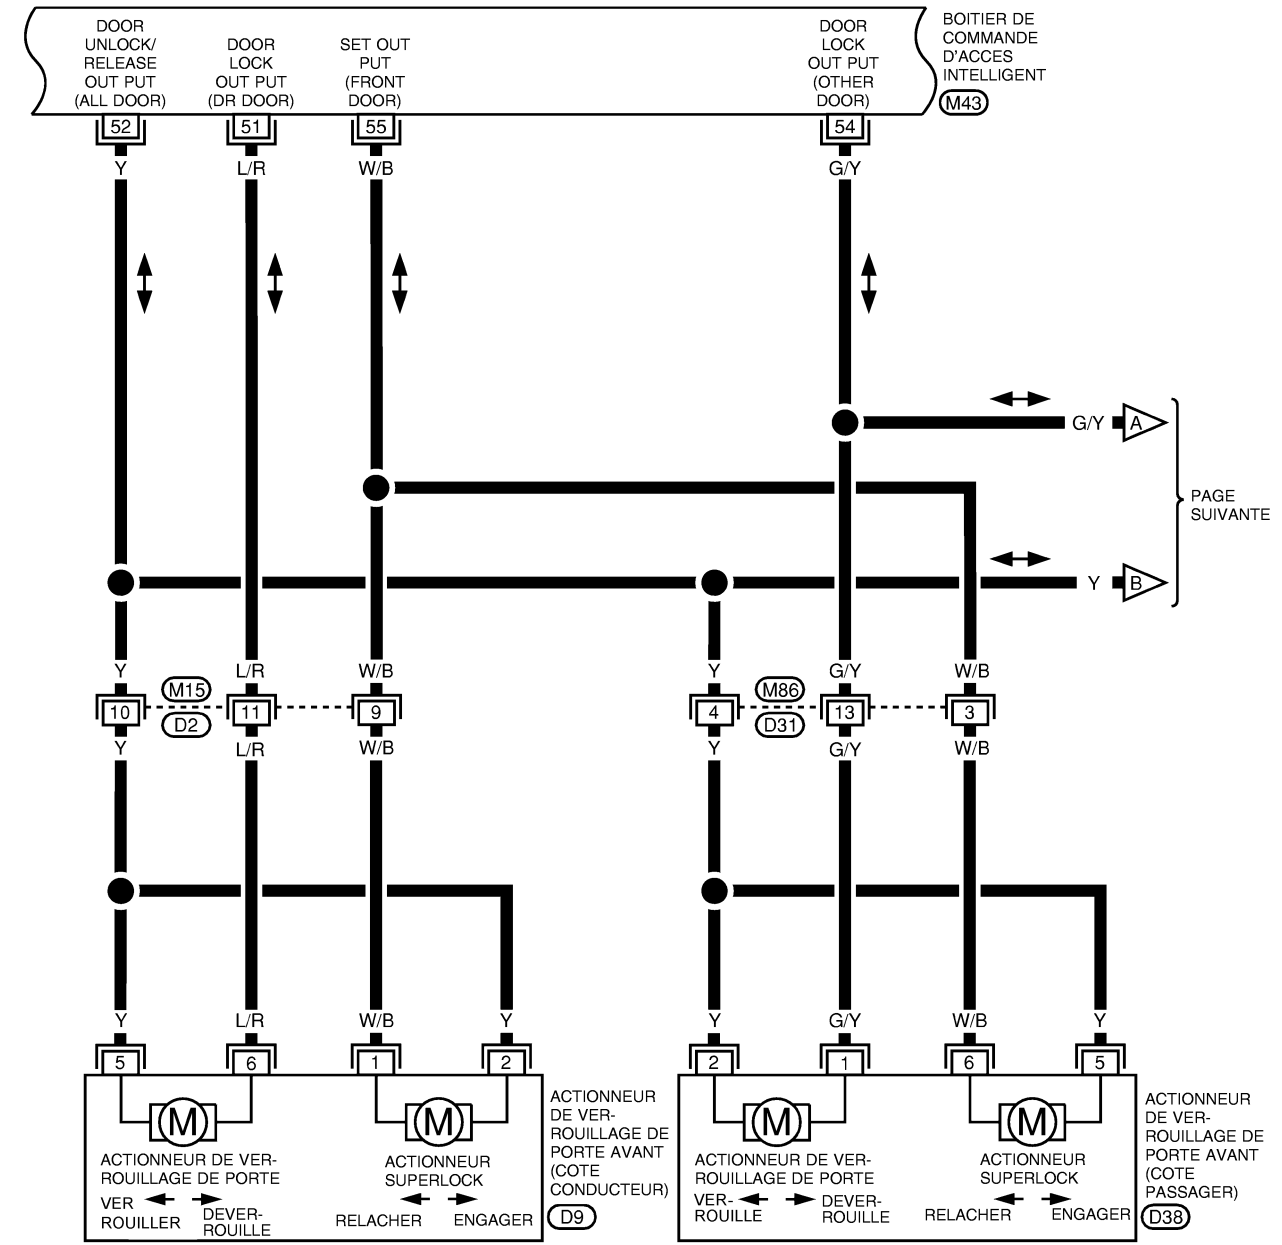 DOOR
UNLOCK/
RELEASE
OUT PUT
(ALL DOOR)
DOOR
LOCK
OUT PUT
(DR DOOR)
SET OUT
PUT
(FRONT
DOOR)
DOOR
LOCK
OUT PUT
(OTHER
DOOR)
BOITIER DE
COMMANDE
D'ACCES
INTELLIGENT
M43
52 51 55 54
Y L/R W/B G/Y
G/Y A
PAGE
SUIVANTE
Y B
Y L/R W/B Y G/Y W/B
M15 M86
10 11 9 4 13 3
D2 D31
Y L/R W/B Y G/Y W/B
Y L/R W/B Y Y G/Y W/B Y
5 6 1 2 2 1 6 5
M M M M
ACTIONNEUR DE VER-
ROUILLAGE DE PORTE
VER
ROUILLER
DEVER-
ROUILLE
ACTIONNEUR
SUPERLOCK
RELACHER ENGAGER
ACTIONNEUR
DE VER-
ROUILLAGE DE
PORTE AVANT
(COTE
CONDUCTEUR)
D9
ACTIONNEUR DE VER-
ROUILLAGE DE PORTE
VER-
ROUILLE
DEVER-
ROUILLE
ACTIONNEUR
SUPERLOCK
RELACHER ENGAGER
ACTIONNEUR
DE VER-
ROUILLAGE DE
PORTE AVANT
(COTE
PASSAGER)
D38